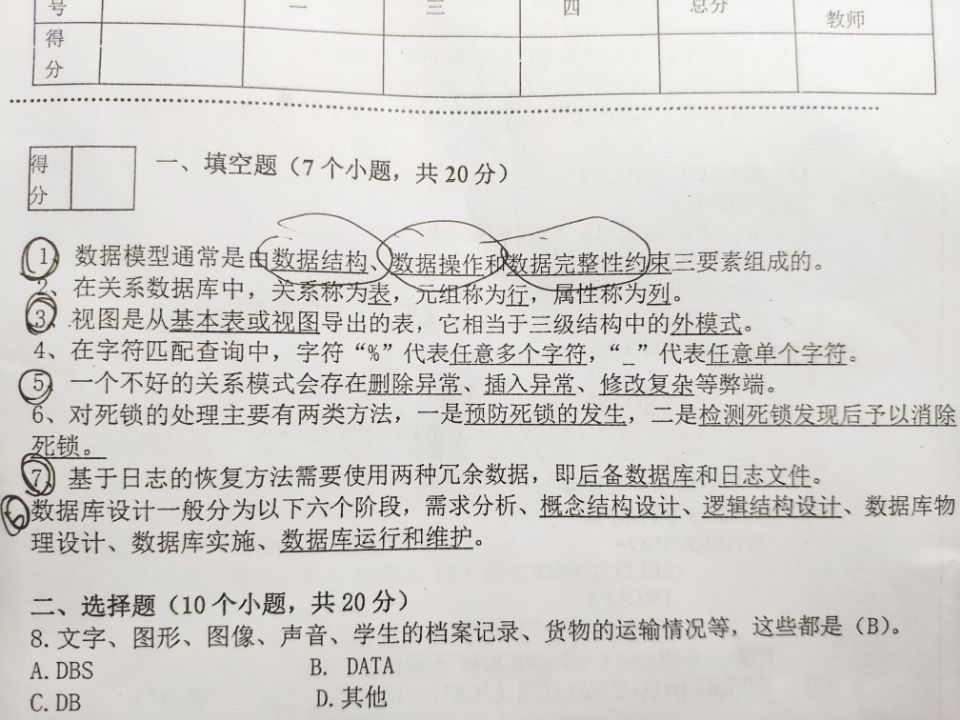 号 一 二 三 四 总分 教师
得
分
得
分
一、填空题（7 个小题，共 20 分）
1、数据模型通常是由数据结构、数据操作和数据完整性约束三要素组成的。
2、在关系数据库中，关系称为表，元组称为行，属性称为列。
3、视图是从基本表或视图导出的表，它相当于三级结构中的外模式。
4、在字符匹配查询中，字符“%”代表任意多个字符，“_”代表任意单个字符。
5、一个不好的关系模式会存在删除异常、插入异常、修改复杂等弊端。
6、对死锁的处理主要有两类方法，一是预防死锁的发生，二是检测死锁发现后予以消除
死锁。
7、基于日志的恢复方法需要使用两种冗余数据，即后备数据库和日志文件。
6 数据库设计一般分为以下六个阶段，需求分析、概念结构设计、逻辑结构设计、数据库物
理设计、数据库实施、数据库运行和维护。
二、选择题（10 个小题，共 20 分）
8. 文字、图形、图像、声音、学生的档案记录、货物的运输情况等，这些都是（B）。
A. DBS B. DATA
C. DB D. 其他